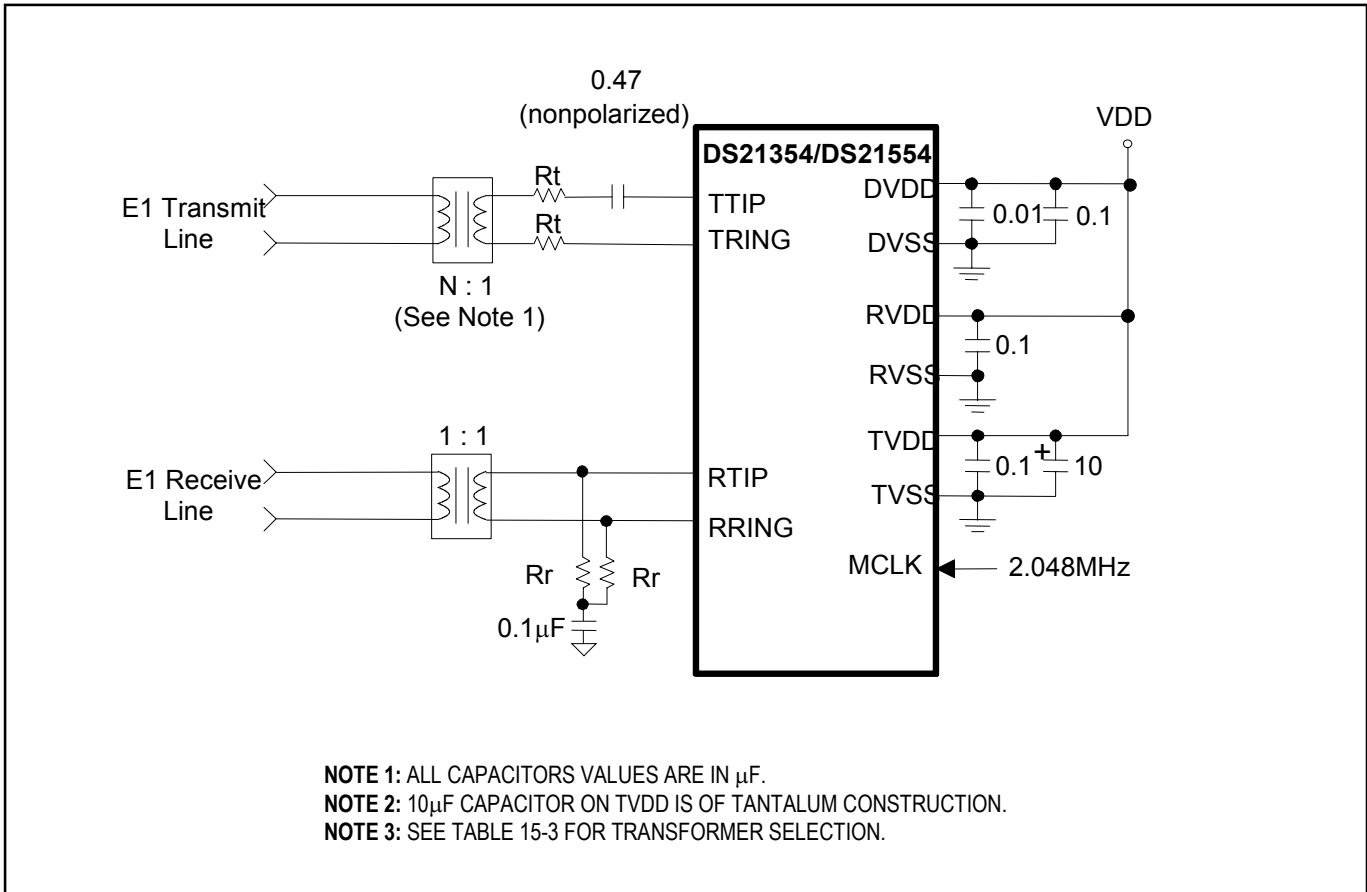 0.47
(nonpolarized)
VDD
DS21354/DS21554
E1 Transmit
Line
N : 1
(See Note 1)
Rt
Rt
TTIP
TRING
DVDD
0.01
0.1
DVSS
RVDD
0.1
RVSS
1 : 1
E1 Receive
Line
RTIP
RRING
Rr
Rr
0.1μF
TVDD
0.1
+
10
TVSS
MCLK
2.048MHz
NOTE 1: ALL CAPACITORS VALUES ARE IN μF.
NOTE 2: 10μF CAPACITOR ON TVDD IS OF TANTALUM CONSTRUCTION.
NOTE 3: SEE TABLE 15-3 FOR TRANSFORMER SELECTION.